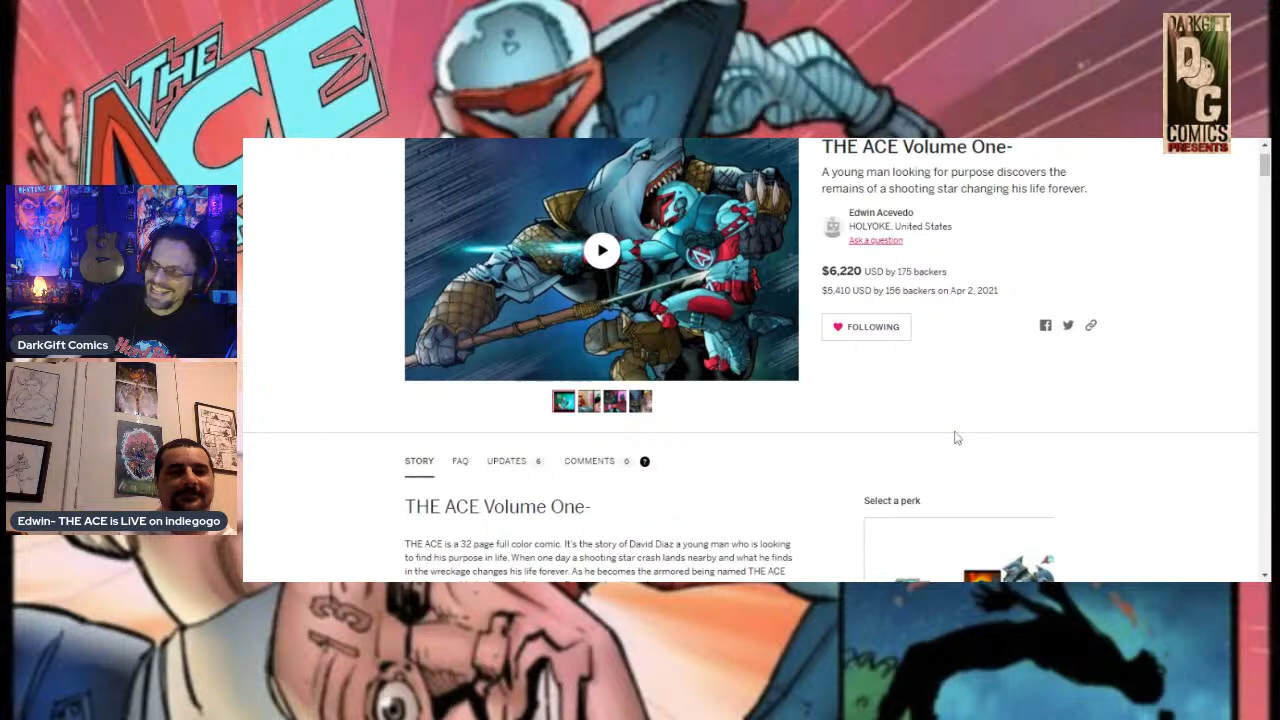 THE
ACE
DARKGIFT
DG
COMICS
PRESENTS
THE ACE Volume One-
A young man looking for purpose discovers the
remains of a shooting star changing his life forever.
Edwin Acevedo
HOLYOKE, United States
Ask a question
$6,220 USD by 175 backers
$5,410 USD by 156 backers on Apr 2, 2021
FOLLOWING
DarkGift Comics
Edwin- THE ACE is LIVE on indiegogo
STORY FAQ UPDATES 6 COMMENTS 0 ?
THE ACE Volume One-
Select a perk
THE ACE is a 32 page full color comic. It's the story of David Diaz a young man who is looking
to find his purpose in life. When one day a shooting star crash lands nearby and what he finds
in the wreckage changes his life forever. As he becomes the armored being named THE ACE
13